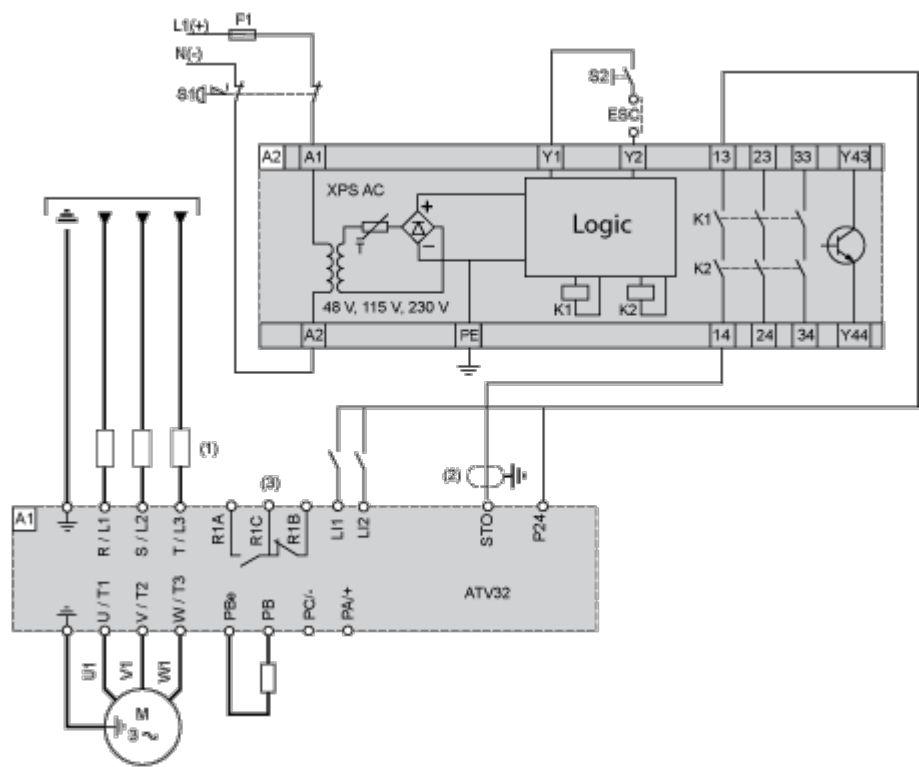 L1(+) F1
N(-)
S1
S2
ESC
A2 A1 Y1 Y2 13 23 33 Y43
XPS AC
T
+
−
Logic
K1
K2
48 V, 115 V, 230 V
K1 K2
A2 PE 14 24 34 Y44
(1)
(2)
(3)
A1
R / L1
S / L2
T / L3
R1A
R1C
R1B
LI1
LI2
STO
P24
ATV32
U / T1
V / T2
W / T3
PBe
PB
PC/-
PA/+
U1
V1
W1
M
3 ~